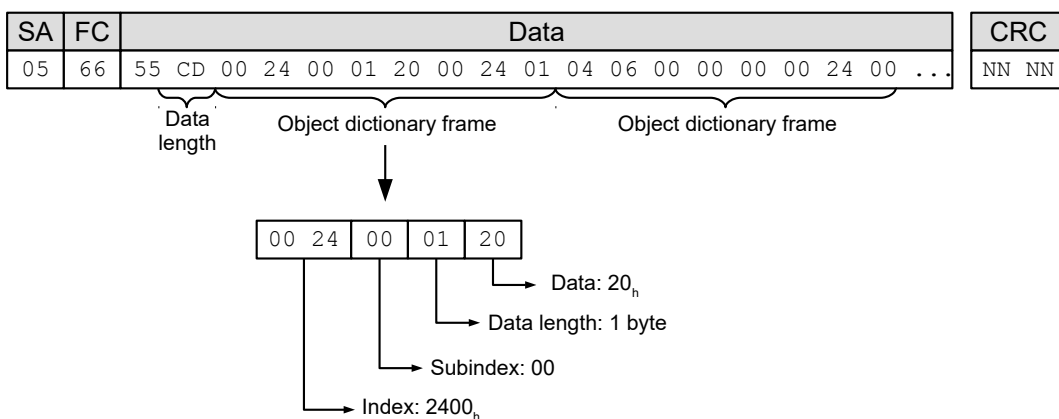 SA FC Data CRC
05 66 55 CD 00 24 00 01 20 00 24 01 04 06 00 00 00 00 24 00 ... NN NN
Data length
Object dictionary frame
Object dictionary frame
00 24 00 01 20
Data: 20h
Data length: 1 byte
Subindex: 00
Index: 2400h